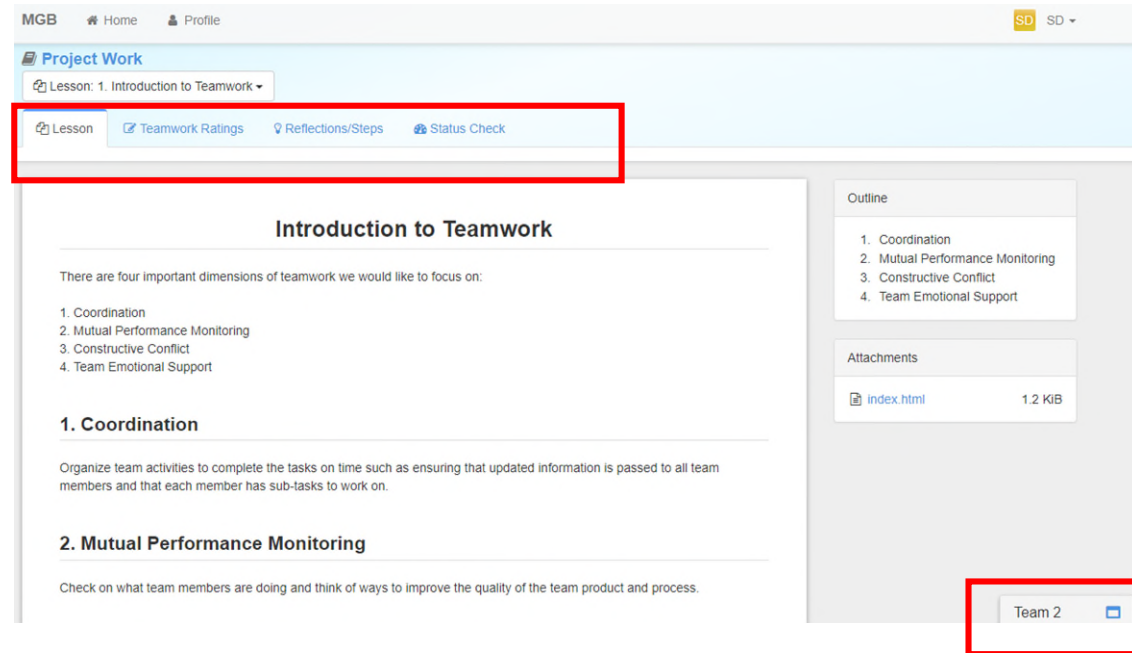 MGB Home Profile SD SD
Project Work
Lesson: 1. Introduction to Teamwork
Lesson Teamwork Ratings Reflections/Steps Status Check
Introduction to Teamwork
There are four important dimensions of teamwork we would like to focus on:
1. Coordination
2. Mutual Performance Monitoring
3. Constructive Conflict
4. Team Emotional Support
1. Coordination
Organize team activities to complete the tasks on time such as ensuring that updated information is passed to all team
members and that each member has sub-tasks to work on.
2. Mutual Performance Monitoring
Check on what team members are doing and think of ways to improve the quality of the team product and process.
Outline
1. Coordination
2. Mutual Performance Monitoring
3. Constructive Conflict
4. Team Emotional Support
Attachments
index.html 1.2 KiB
Team 2